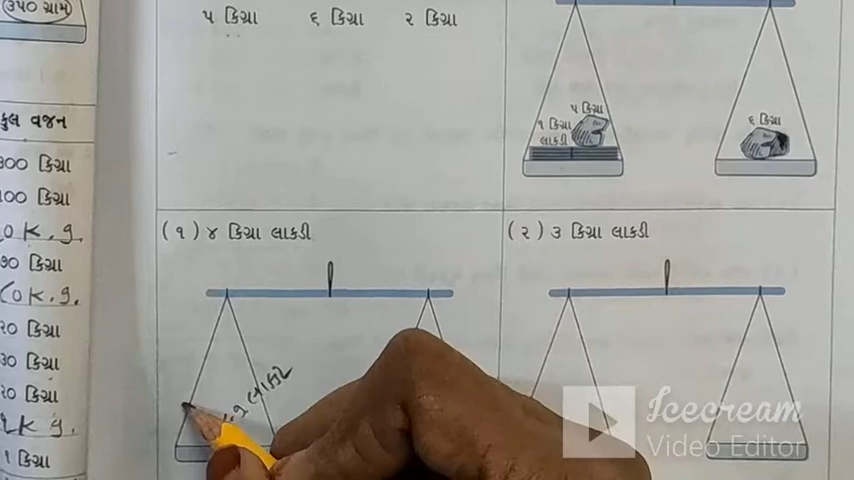 ૩૫૦ ગ્રામ
કુલ વજન
૩૦૦ કિગ્રા
૧૦૦ કિગ્રા
૦ K.g.
૭૦ કિગ્રા
૮૦ K.g.
૨૦ કિગ્રા
૩૦ કિગ્રા
૨૦ કિગ્રા
K g.
૧ કિગ્રા
૫ કિગ્રા ૬ કિગ્રા ૨ કિગ્રા
૫ કિગ્રા
૧ કિગ્રા
લાકડી
૬ કિગ્રા
(૧) ૪ કિગ્રા લાકડી
(૨) ૩ કિગ્રા લાકડી
Icecream
Video Editor